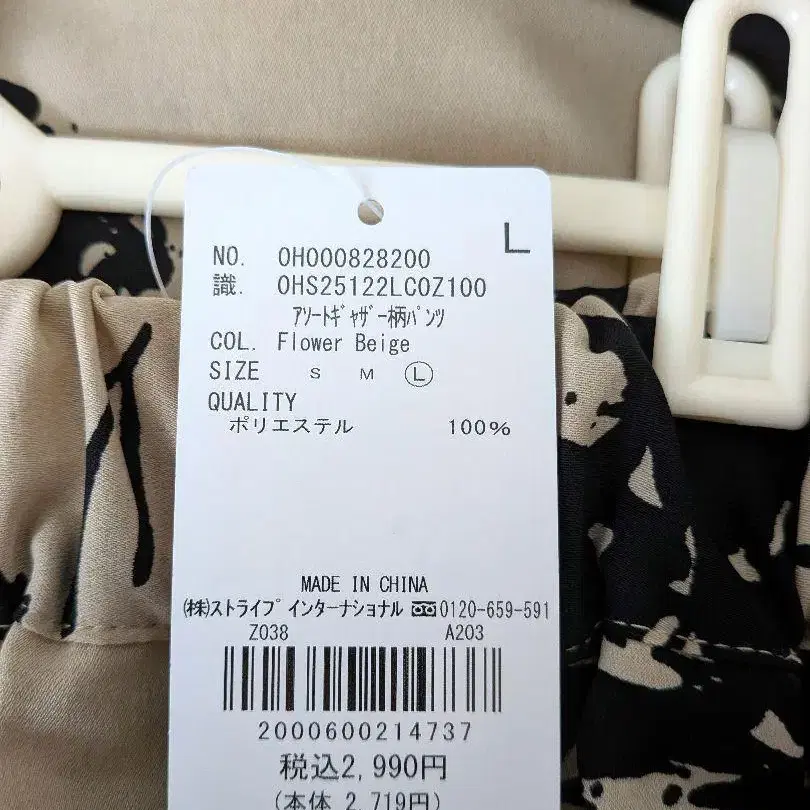 L
NO. 0H000828200
識. 0HS25122LC0Z100
ｱｿｰﾄｷﾞｬｻﾞｰ柄ﾊﾟﾝﾂ
COL. Flower Beige
SIZE S M Ⓛ
QUALITY
ポリエステル 100%
MADE IN CHINA
㈱ストライプ インターナショナル 0120-659-591
Z038 A203
2000600214737
税込2,990円
(本体 2,719円)